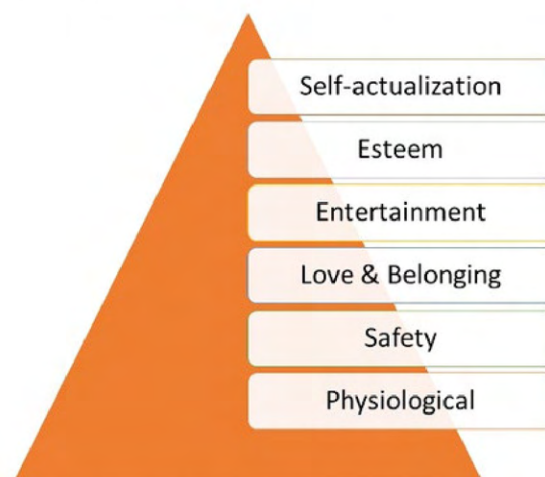 Self-actualization
Esteem
Entertainment
Love & Belonging
Safety
Physiological